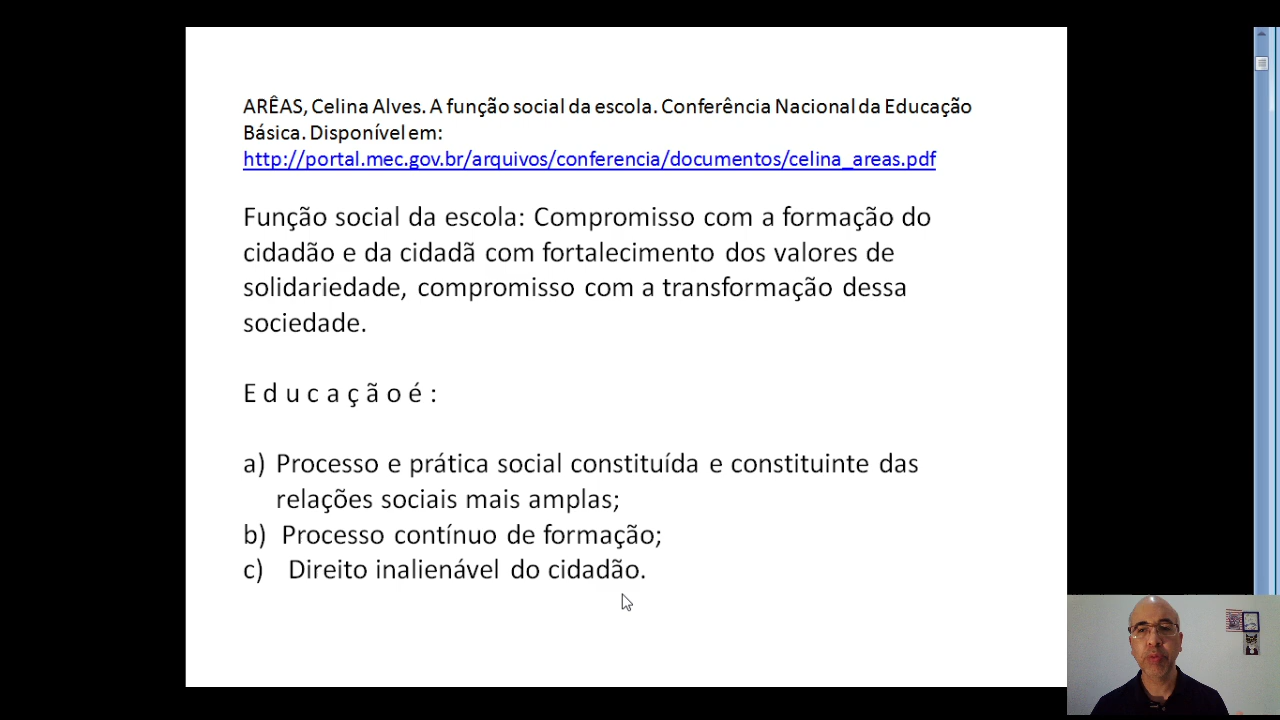 ARÊAS, Celina Alves. A função social da escola. Conferência Nacional da Educação
Básica. Disponível em:
http://portal.mec.gov.br/arquivos/conferencia/documentos/celina_areas.pdf
Função social da escola: Compromisso com a formação do
cidadão e da cidadã com fortalecimento dos valores de
solidariedade, compromisso com a transformação dessa
sociedade.
E d u c a ç ã o é :
a) Processo e prática social constituída e constituinte das
relações sociais mais amplas;
b) Processo contínuo de formação;
c) Direito inalienável do cidadão.